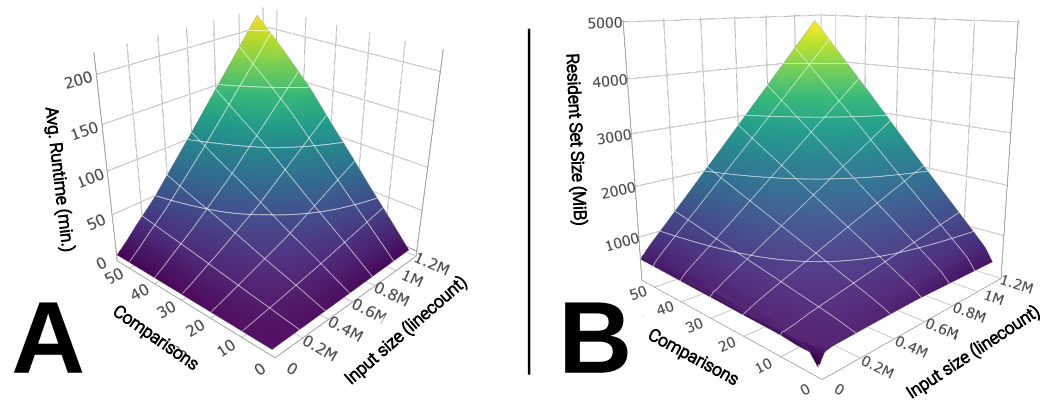 200
150
100
50
0
Avg. Runtime (min.)
50
40
30
20
10
0
Comparisons
0
0.2M
0.4M
0.6M
0.8M
1M
1.2M
Input size (linecount)
A
5000
4000
3000
2000
1000
Resident Set Size (MiB)
50
40
30
20
10
0
Comparisons
0
0.2M
0.4M
0.6M
0.8M
1M
1.2M
Input size (linecount)
B